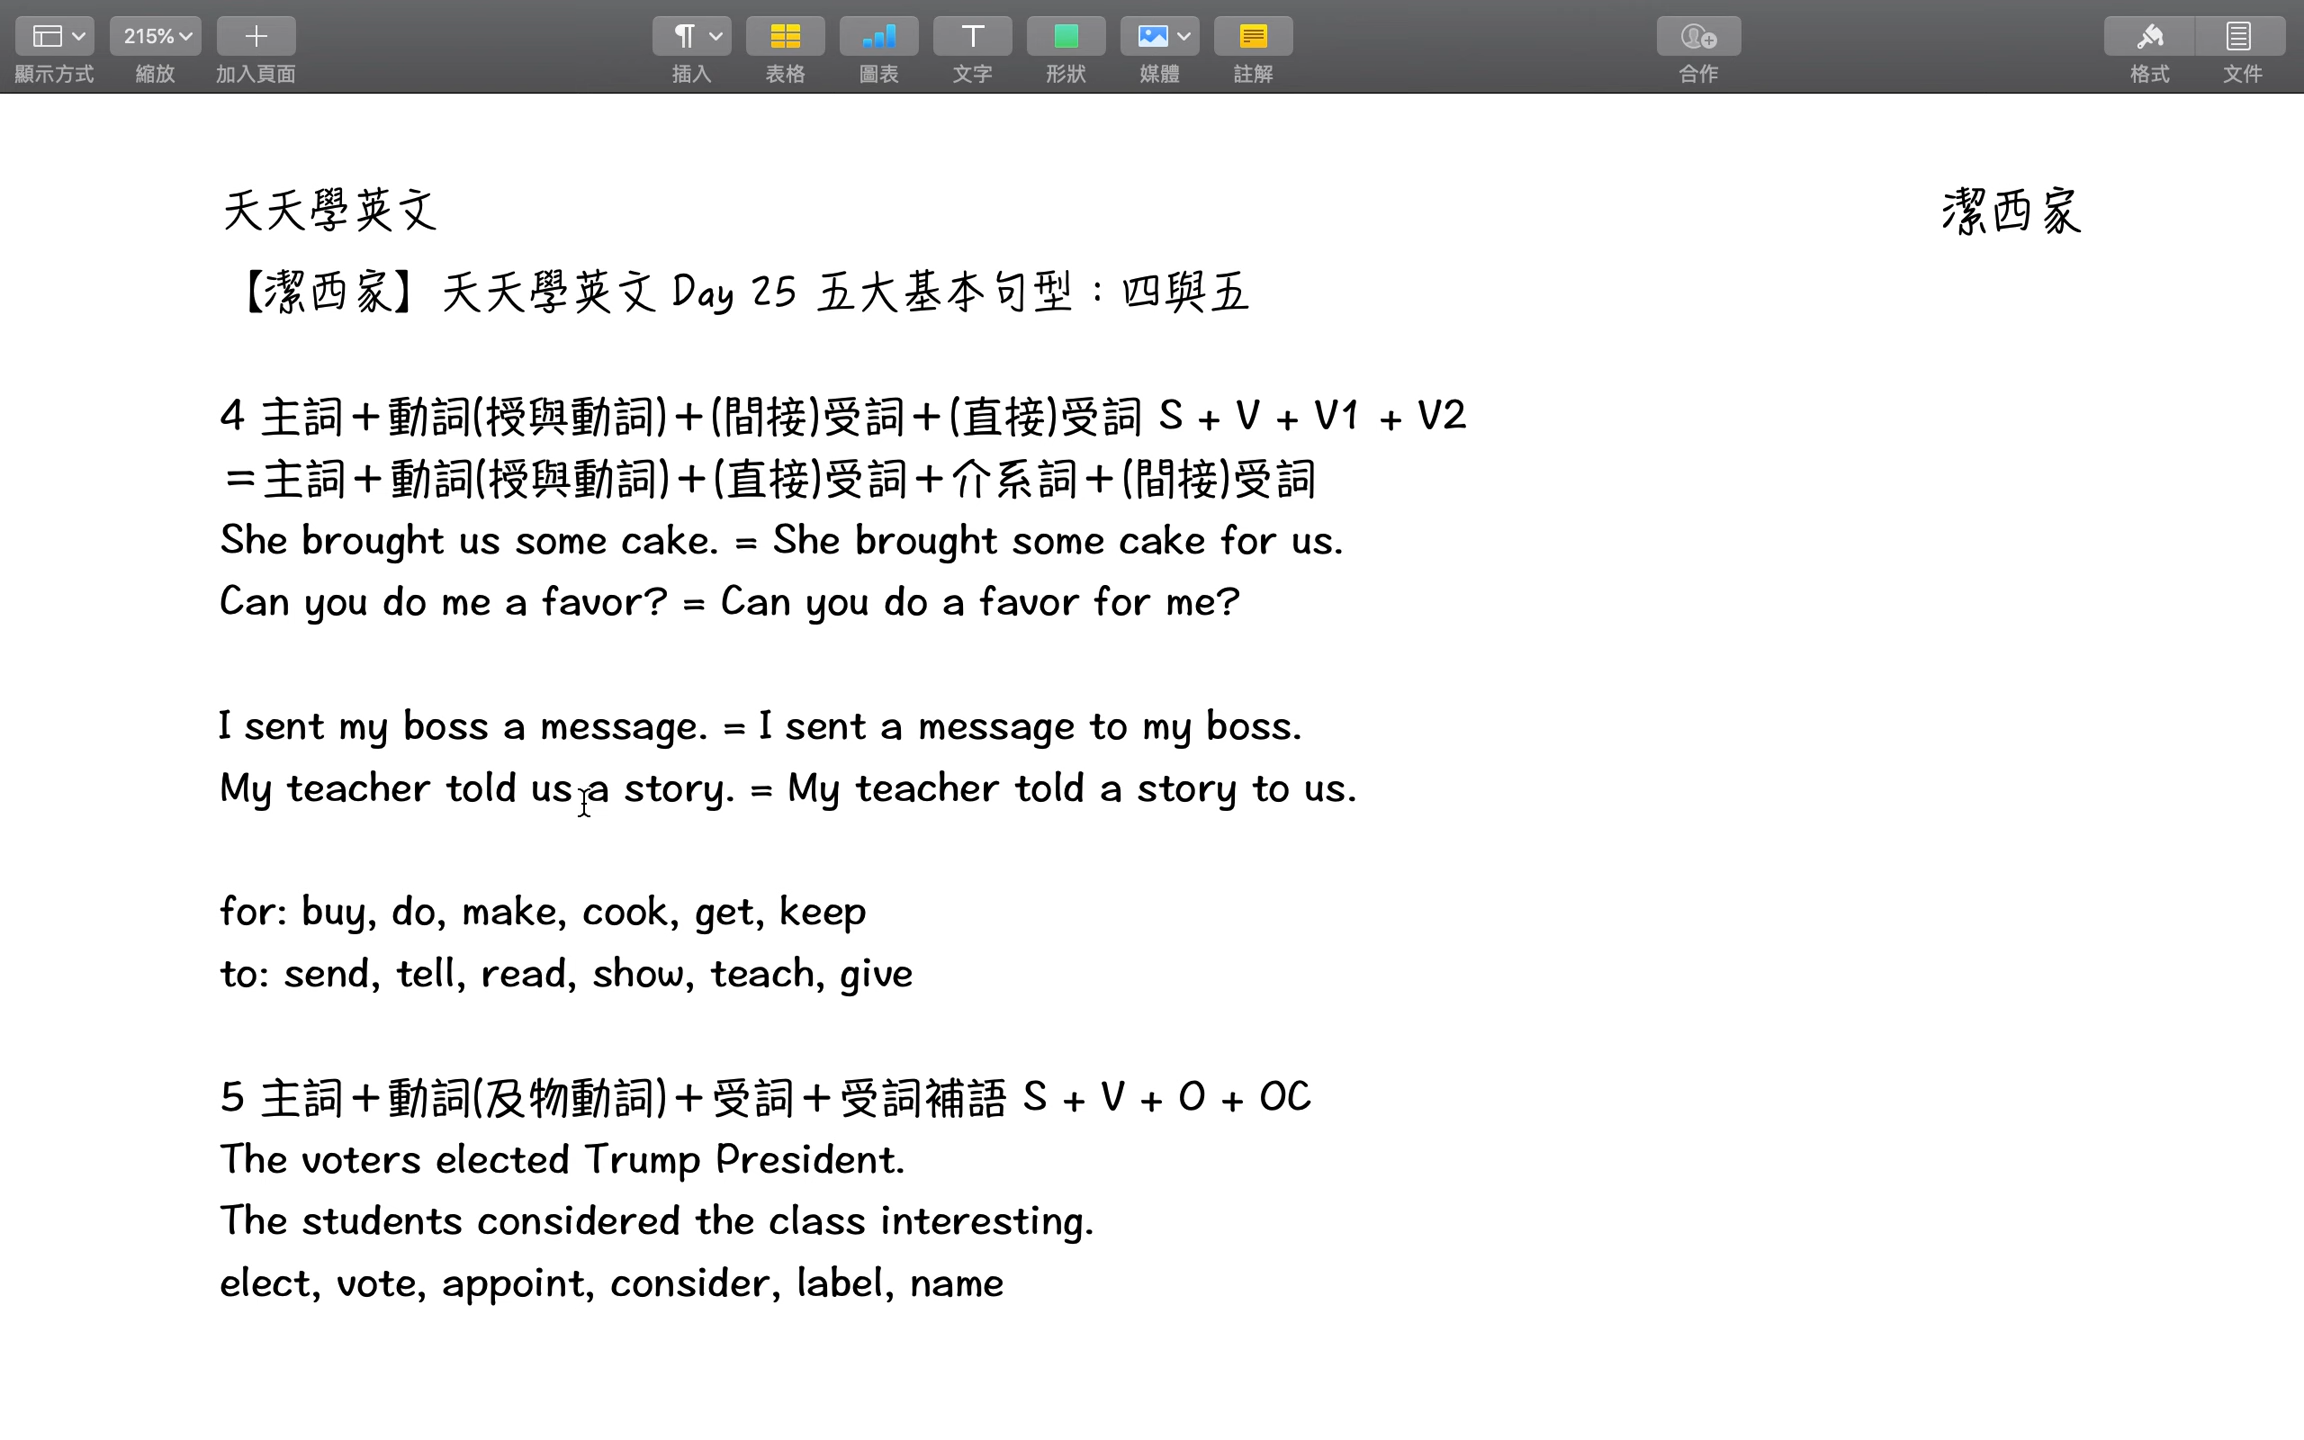 215%
顯示方式 縮放 加入頁面 插入 表格 圖表 文字 形狀 媒體 註解 合作 格式 文件
天天學英文 潔西家
【潔西家】天天學英文 Day 25 五大基本句型：四與五
4 主詞＋動詞(授與動詞)＋(間接)受詞＋(直接)受詞 S + V + V1 + V2
＝主詞＋動詞(授與動詞)＋(直接)受詞＋介系詞＋(間接)受詞
She brought us some cake. = She brought some cake for us.
Can you do me a favor? = Can you do a favor for me?
I sent my boss a message. = I sent a message to my boss.
My teacher told us a story. = My teacher told a story to us.
for: buy, do, make, cook, get, keep
to: send, tell, read, show, teach, give
5 主詞＋動詞(及物動詞)＋受詞＋受詞補語 S + V + O + OC
The voters elected Trump President.
The students considered the class interesting.
elect, vote, appoint, consider, label, name